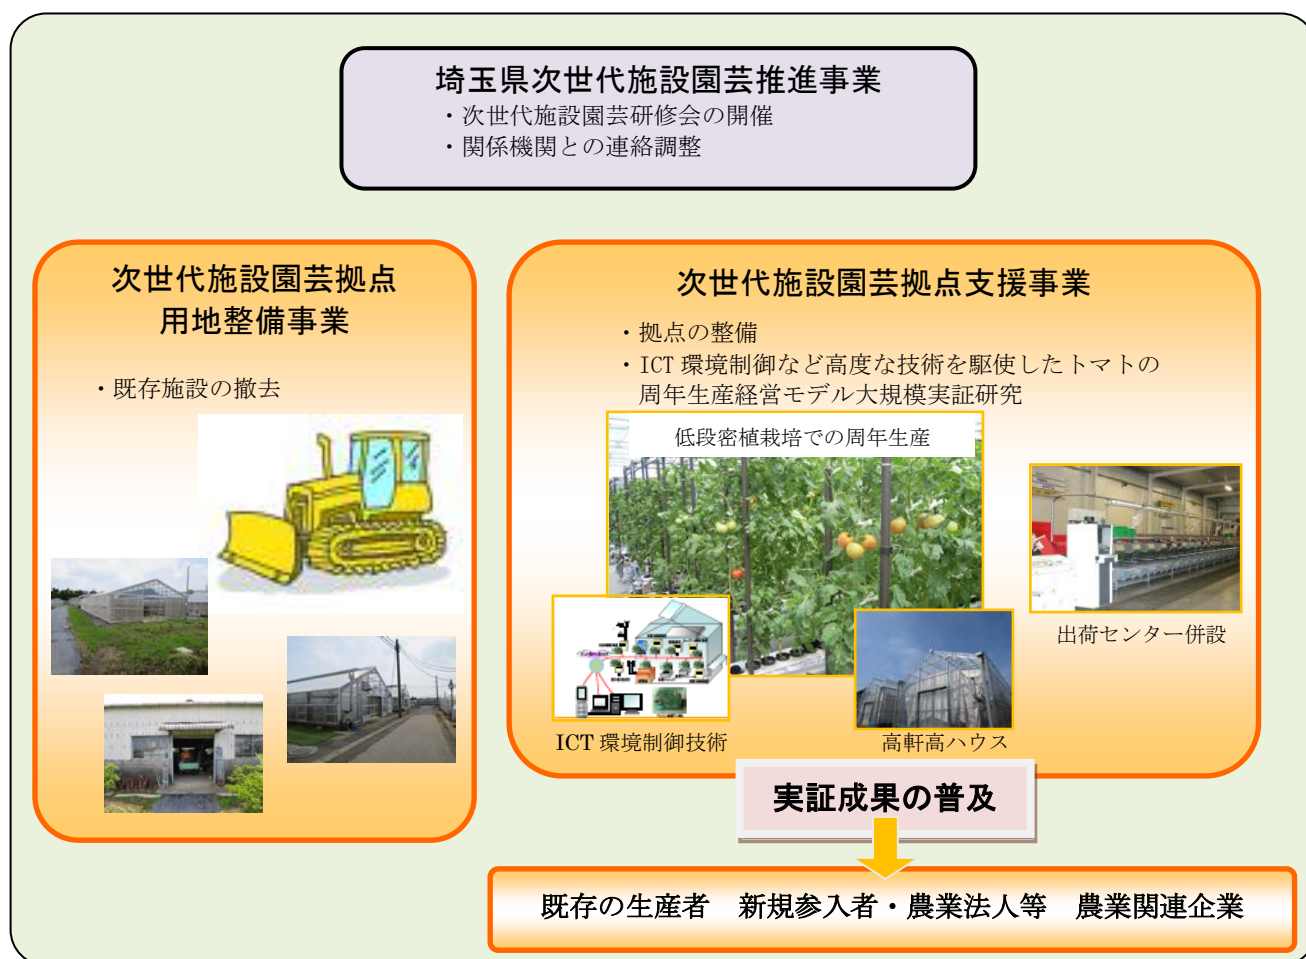 埼玉県次世代施設園芸推進事業
・次世代施設園芸研修会の開催
・関係機関との連絡調整
次世代施設園芸拠点
用地整備事業
・既存施設の撤去
次世代施設園芸拠点支援事業
・拠点の整備
・ICT 環境制御など高度な技術を駆使したトマトの
周年生産経営モデル大規模実証研究
低段密植栽培での周年生産
出荷センター併設
ICT 環境制御技術
高軒高ハウス
実証成果の普及
既存の生産者 新規参入者・農業法人等 農業関連企業